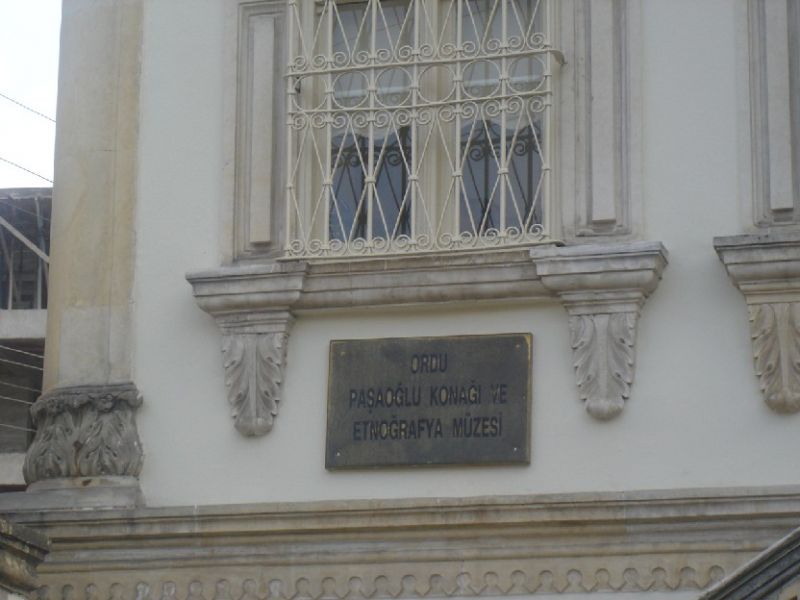 ORDU
PAŞAOĞLU KONAĞI VE
ETNOĞRAFYA MÜZESİ